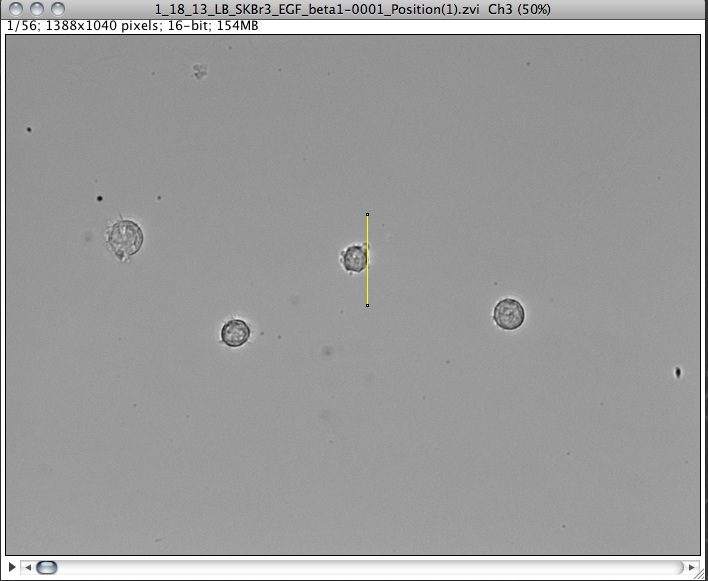 1_18_13_LB_SKBr3_EGF_beta1-0001_Position(1).zvi Ch3 (50%)
1/56; 1388x1040 pixels; 16-bit; 154MB